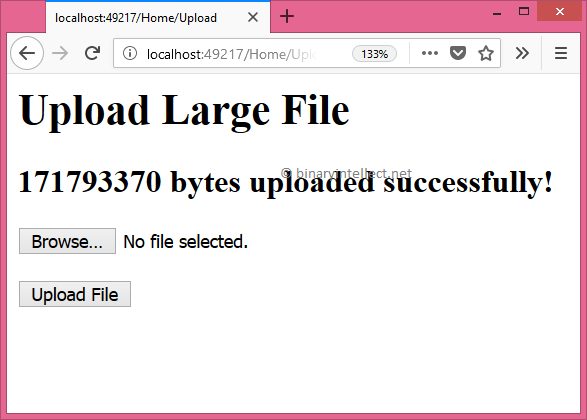 localhost:49217/Home/Upload
localhost:49217/Home/Uplo
133%
Upload Large File
© binaryintellect.net
171793370 bytes uploaded successfully!
Browse... No file selected.
Upload File